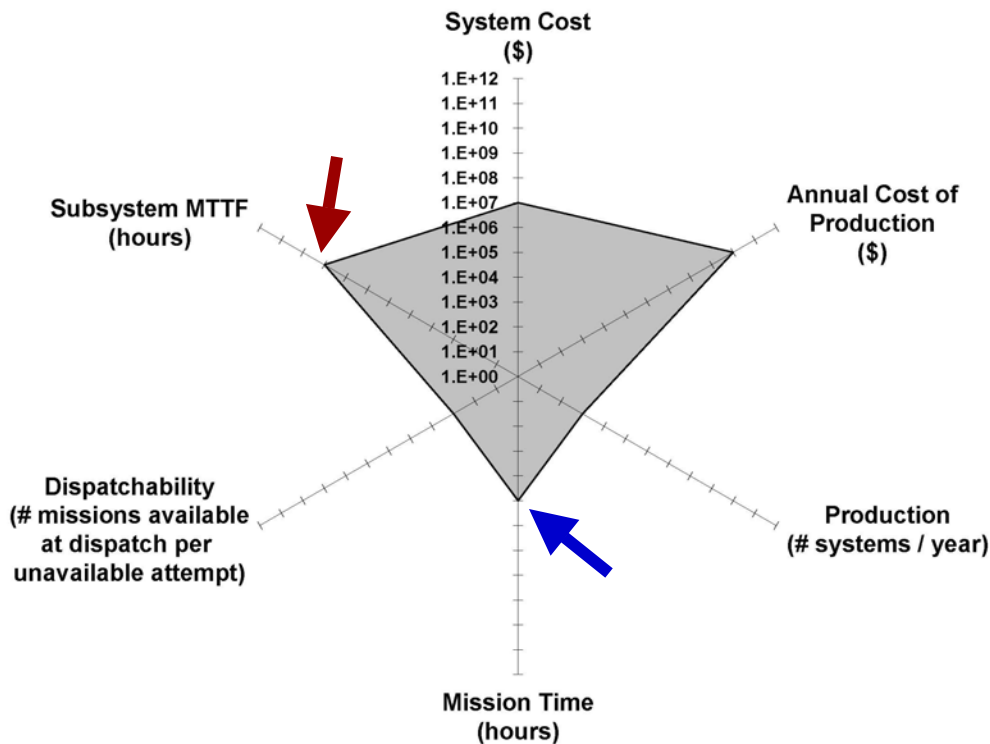 System Cost
($)
1.E+12
1.E+11
1.E+10
1.E+09
1.E+08
1.E+07
1.E+06
1.E+05
1.E+04
1.E+03
1.E+02
1.E+01
1.E+00
Annual Cost of
Production
($)
Subsystem MTTF
(hours)
Dispatchability
(# missions available
at dispatch per
unavailable attempt)
Production
(# systems / year)
Mission Time
(hours)